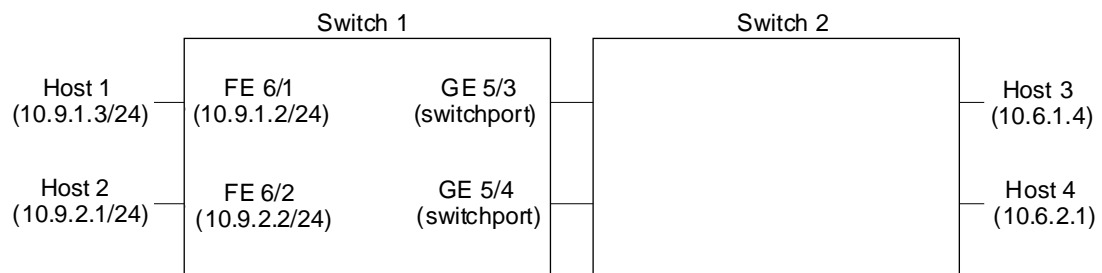 Switch 1
Switch 2
Host 1
(10.9.1.3/24)
FE 6/1
(10.9.1.2/24)
GE 5/3
(switchport)
Host 3
(10.6.1.4)
Host 2
(10.9.2.1/24)
FE 6/2
(10.9.2.2/24)
GE 5/4
(switchport)
Host 4
(10.6.2.1)